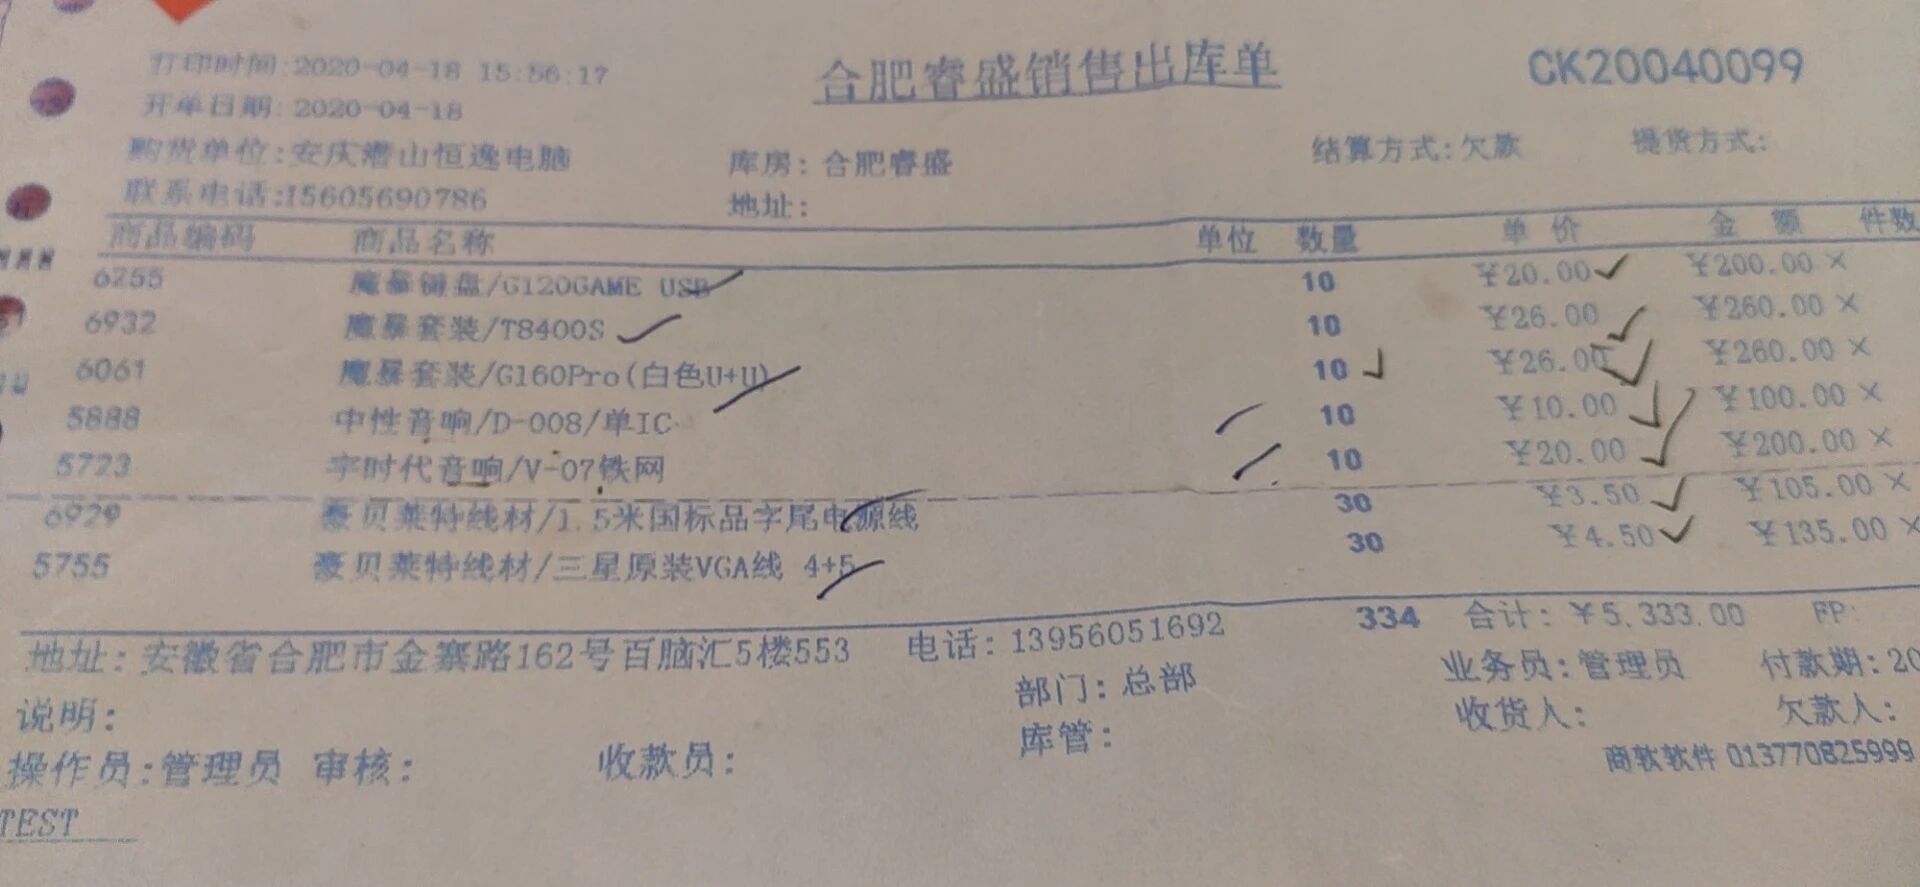 打印时间:2020-04-18 15:56:17 合肥睿盛销售出库单 CK20040099
开单日期: 2020-04-18
购货单位:安庆潜山恒逸电脑 库房: 合肥睿盛 结算方式:欠款 提货方式:
联系电话:15605690786 地址:
商品编码 商品名称 单位 数量 单价 金额 件数
6255 魔暴键盘/G120GAME USB 10 ¥20.00 ¥200.00 ×
6932 魔暴套装/T8400S 10 ¥26.00 ¥260.00 ×
6061 魔暴套装/G160Pro(白色U+U) 10 ¥26.00 ¥260.00 ×
5888 中性音响/D-008/单IC 10 ¥10.00 ¥100.00 ×
5723 宇时代音响/V-07铁网 10 ¥20.00 ¥200.00 ×
6929 豪贝莱特线材/1.5米国标品字尾电源线 30 ¥3.50 ¥105.00 ×
5755 豪贝莱特线材/三星原装VGA线 4+5 30 ¥4.50 ¥135.00 ×
334 合计: ¥5,333.00 FP:
地址: 安徽省合肥市金寨路162号百脑汇5楼553 电话: 13956051692
部门: 总部 业务员:管理员 付款期:20
说明: 库管: 收货人: 欠款人:
操作员:管理员 审核: 收款员: 商软软件 013770825999
TEST